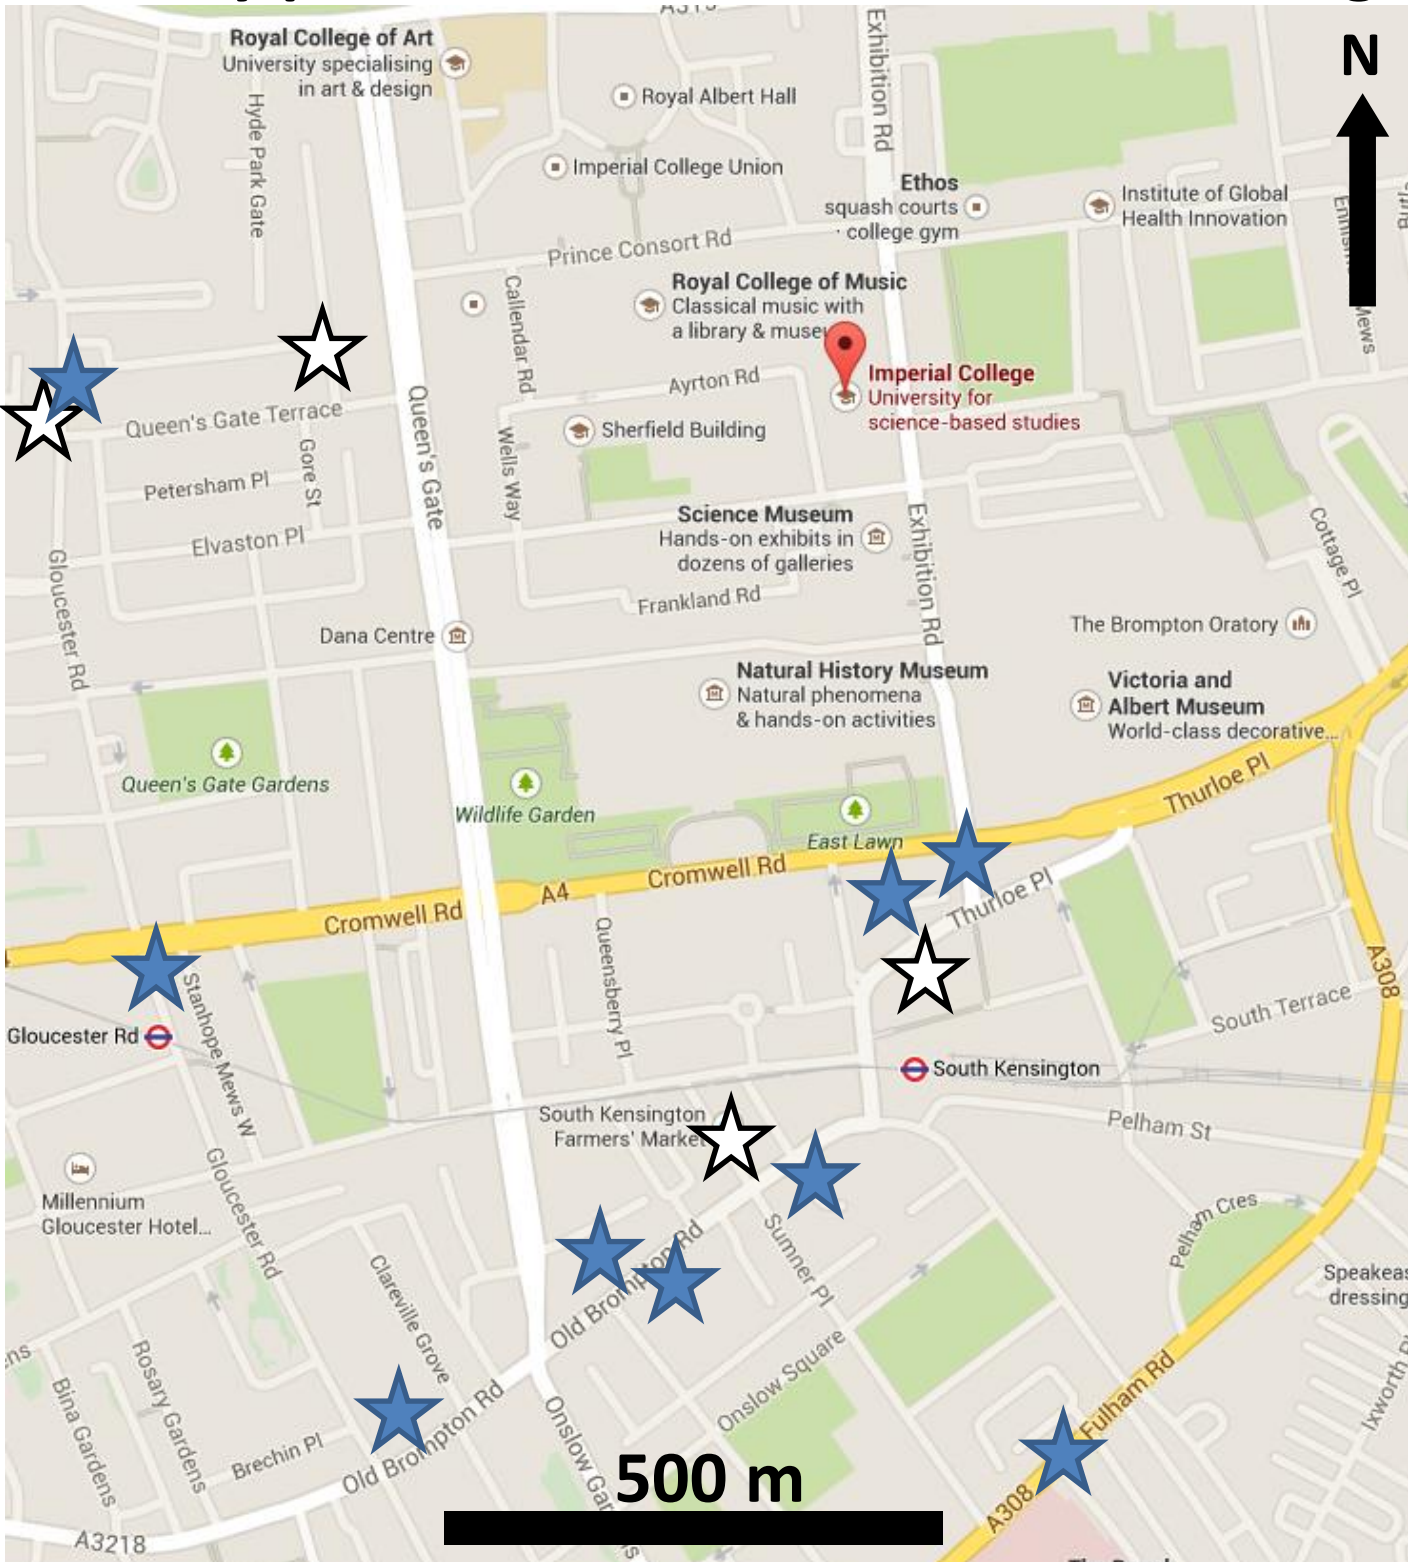 Royal College of Art
University specialising
in art & design
Royal Albert Hall
Exhibition Rd
N
Hyde Park Gate
Imperial College Union
Ethos
squash courts
· college gym
Institute of Global
Health Innovation
Prince Consort Rd
Callendar Rd
Royal College of Music
Classical music with
a library & muse
Mews
Ayrton Rd
Imperial College
University for
science-based studies
Queen's Gate Terrace
Queen's Gate
Sherfield Building
Gore St
Wells Way
Petersham Pl
Science Museum
Hands-on exhibits in
dozens of galleries
Exhibition Rd
Cottage Pl
Elvaston Pl
Gloucester Rd
Frankland Rd
Dana Centre
The Brompton Oratory
Natural History Museum
Natural phenomena
& hands-on activities
Victoria and
Albert Museum
World-class decorative...
Queen's Gate Gardens
Wildlife Garden
East Lawn
Thurloe Pl
Cromwell Rd
A4
Cromwell Rd
Thurloe Pl
Queensberry Pl
Stanhope Mews W
A308
South Terrace
Gloucester Rd
South Kensington
South Kensington
Farmers' Market
Pelham St
Millennium
Gloucester Hotel...
Gloucester Rd
Pelham Cres
Sumner Pl
Old Brompton Rd
Clareville Grove
Speakeas
dressing
Onslow Square
Rosary Gardens
Bina Gardens
Fulham Rd
Ixworth Pl
Brechin Pl
Old Brompton Rd
Onslow Gar
500 m
A308
A3218